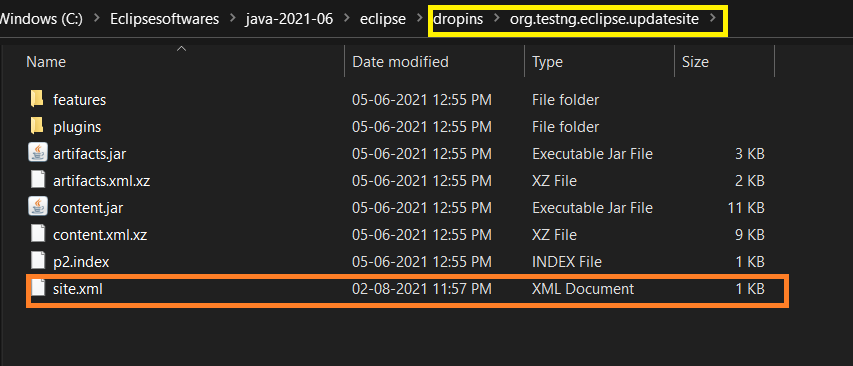 Windows (C:) > Eclipsesoftwares > java-2021-06 > eclipse > dropins > org.testng.eclipse.updatesite >
Name Date modified Type Size
features 05-06-2021 12:55 PM File folder
plugins 05-06-2021 12:55 PM File folder
artifacts.jar 05-06-2021 12:55 PM Executable Jar File 3 KB
artifacts.xml.xz 05-06-2021 12:55 PM XZ File 2 KB
content.jar 05-06-2021 12:55 PM Executable Jar File 11 KB
content.xml.xz 05-06-2021 12:55 PM XZ File 9 KB
p2.index 05-06-2021 12:55 PM INDEX File 1 KB
site.xml 02-08-2021 11:57 PM XML Document 1 KB